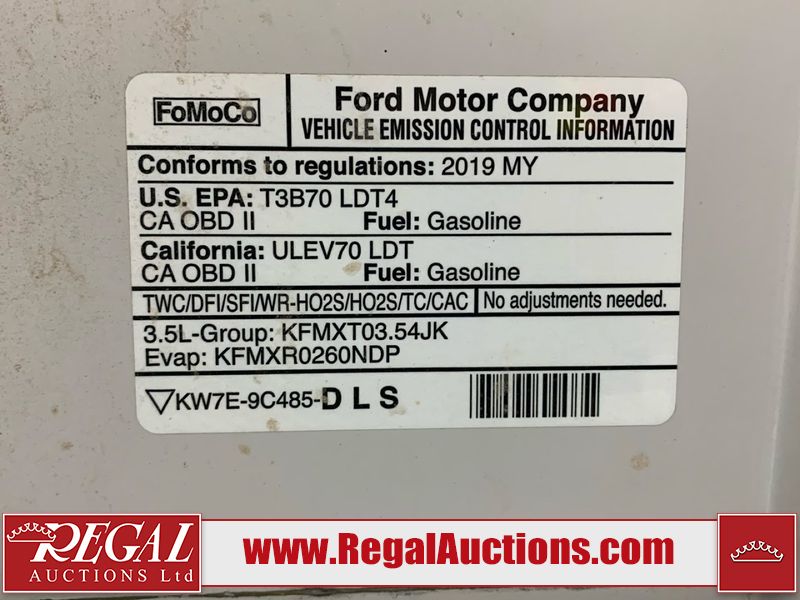 FoMoCo
Ford Motor Company
VEHICLE EMISSION CONTROL INFORMATION
Conforms to regulations: 2019 MY
U.S. EPA: T3B70 LDT4
CA OBD II Fuel: Gasoline
California: ULEV70 LDT
CA OBD II Fuel: Gasoline
TWC/DFI/SFI/WR-HO2S/HO2S/TC/CAC No adjustments needed.
3.5L-Group: KFMXT03.54JK
Evap: KFMXR0260NDP
KW7E-9C485-D L S
REGAL
AUCTIONS Ltd
www.RegalAuctions.com